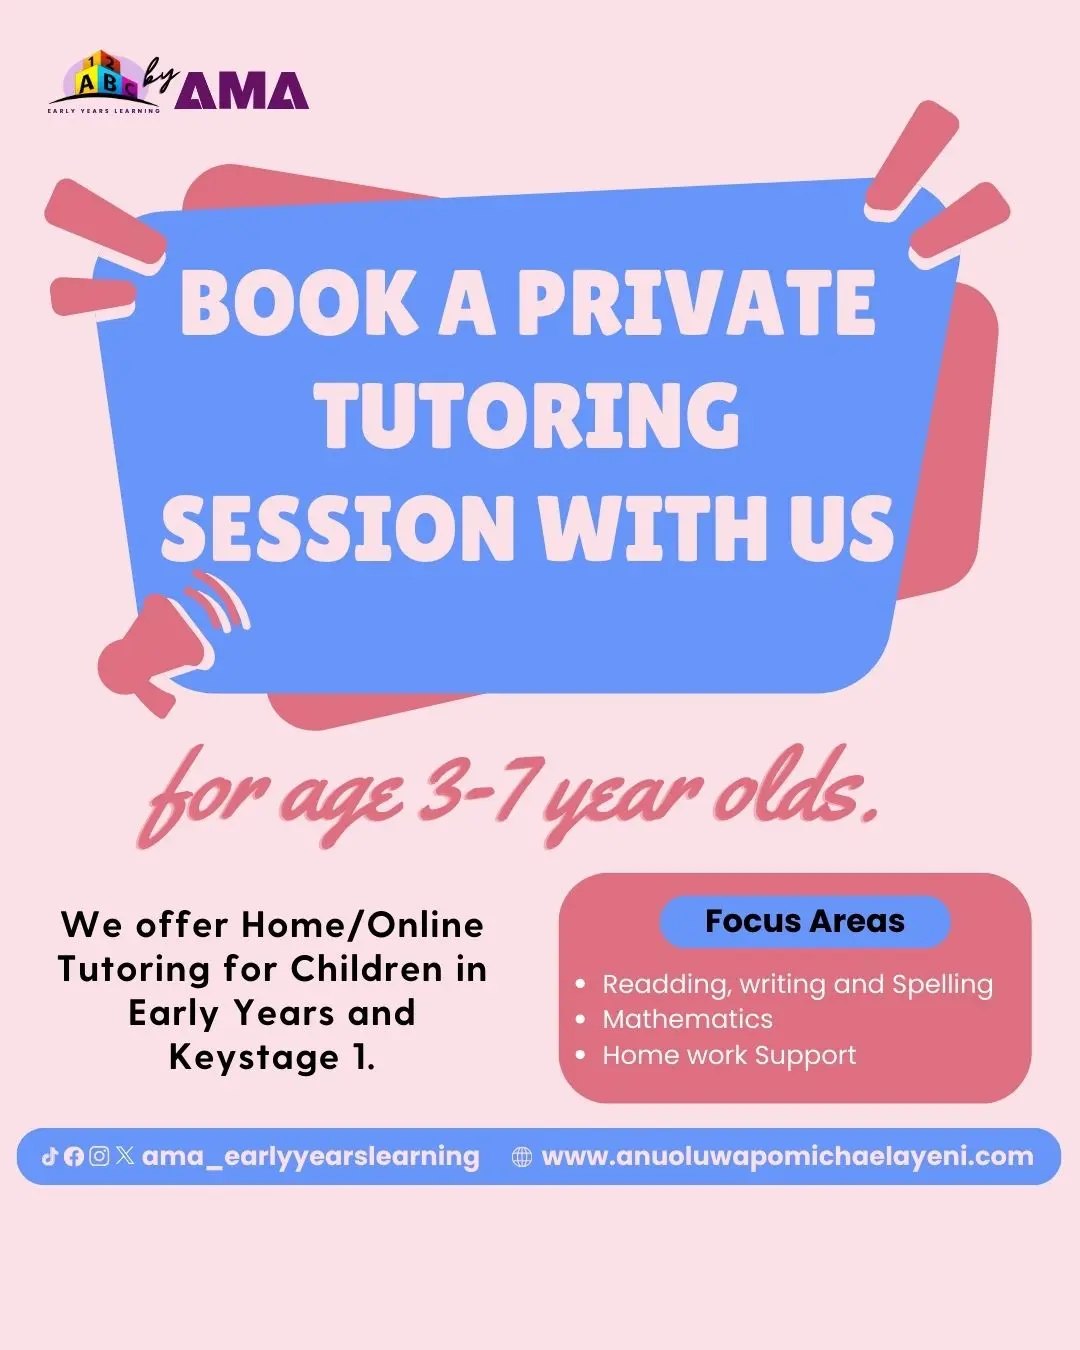 12
ABC
by AMA
EARLY YEARS LEARNING
BOOK A PRIVATE
TUTORING
SESSION WITH US
for age 3-7 year olds.
We offer Home/Online
Tutoring for Children in
Early Years and
Keystage 1.
Focus Areas
• Readding, writing and Spelling
• Mathematics
• Home work Support
ama_earlyyearslearning
www.anuoluwapomichaelayeni.com